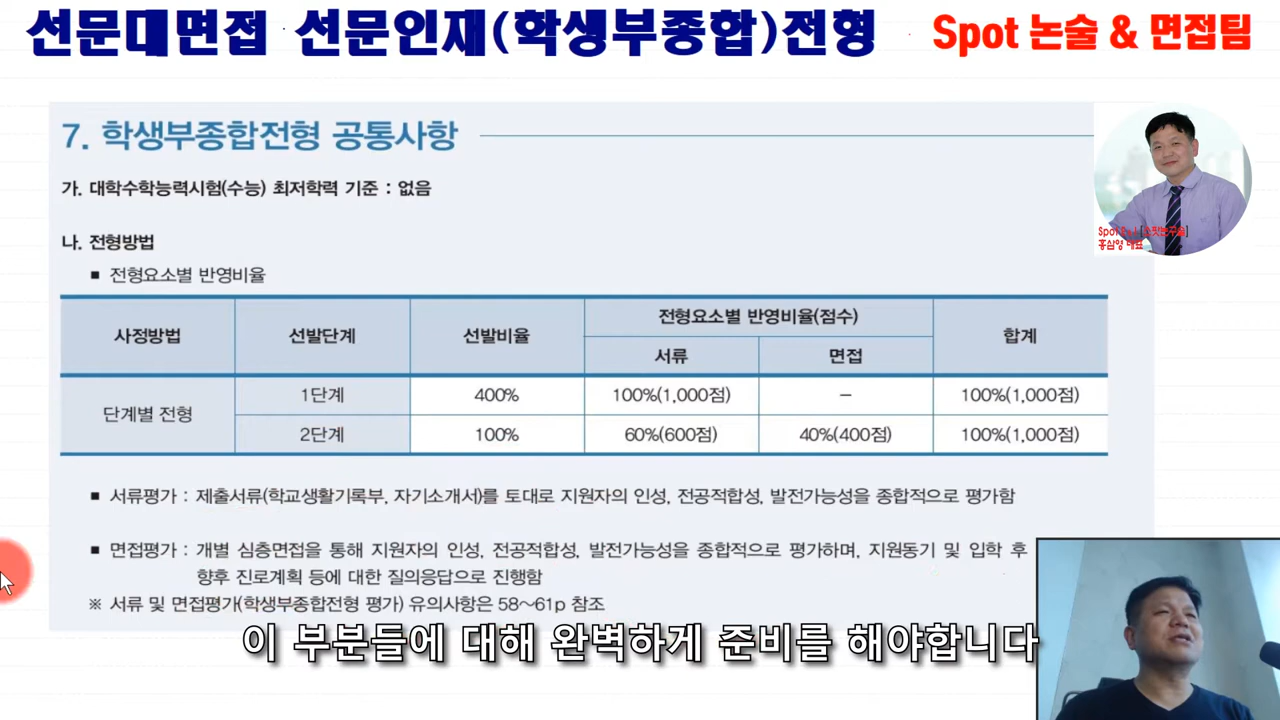 선문대면접 선문인재(학생부종합)전형
Spot 논술 & 면접팀
7. 학생부종합전형 공통사항
가. 대학수학능력시험(수능) 최저학력 기준 : 없음
나. 전형방법
■ 전형요소별 반영비율
사정방법 선발단계 선발비율 전형요소별 반영비율(점수) 합계
서류 면접
단계별 전형
1단계 400% 100%(1,000점) – 100%(1,000점)
2단계 100% 60%(600점) 40%(400점) 100%(1,000점)
■ 서류평가 : 제출서류(학교생활기록부, 자기소개서)를 토대로 지원자의 인성, 전공적합성, 발전가능성을 종합적으로 평가함
■ 면접평가 : 개별 심층면접을 통해 지원자의 인성, 전공적합성, 발전가능성을 종합적으로 평가하며, 지원동기 및 입학 후
향후 진로계획 등에 대한 질의응답으로 진행함
※ 서류 및 면접평가(학생부종합전형 평가) 유의사항은 58~61p 참조
홍삼영 대표
이 부분들에 대해 완벽하게 준비를 해야합니다